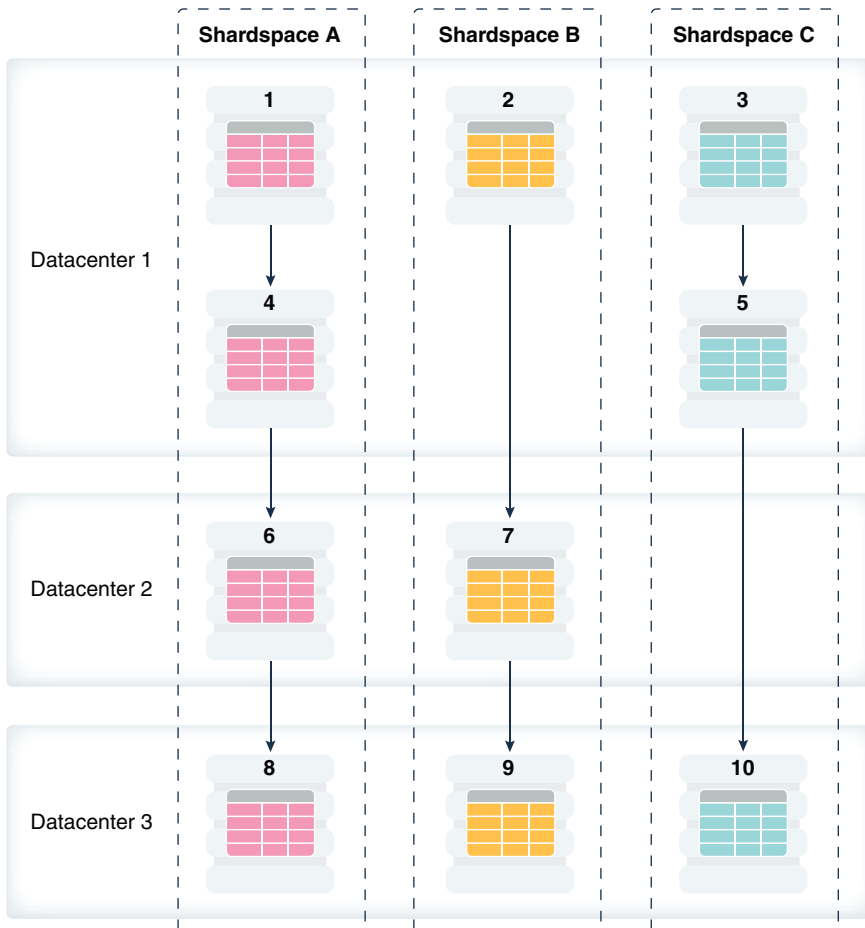 Shardspace A
Shardspace B
Shardspace C
1
2
3
Datacenter 1
4
5
6
7
Datacenter 2
8
9
10
Datacenter 3